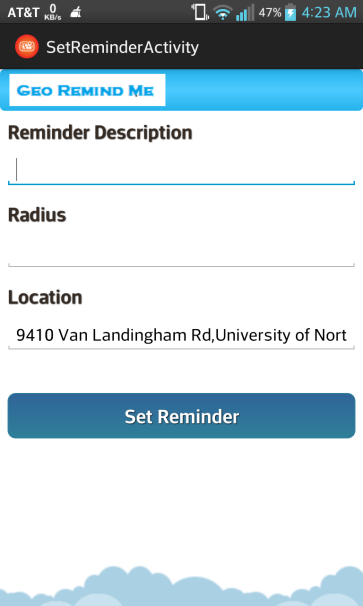 AT&T 0 KB/s 47% 4:23 AM
SetReminderActivity
GEO REMIND ME
Reminder Description
Radius
Location
9410 Van Landingham Rd,University of Nort
Set Reminder